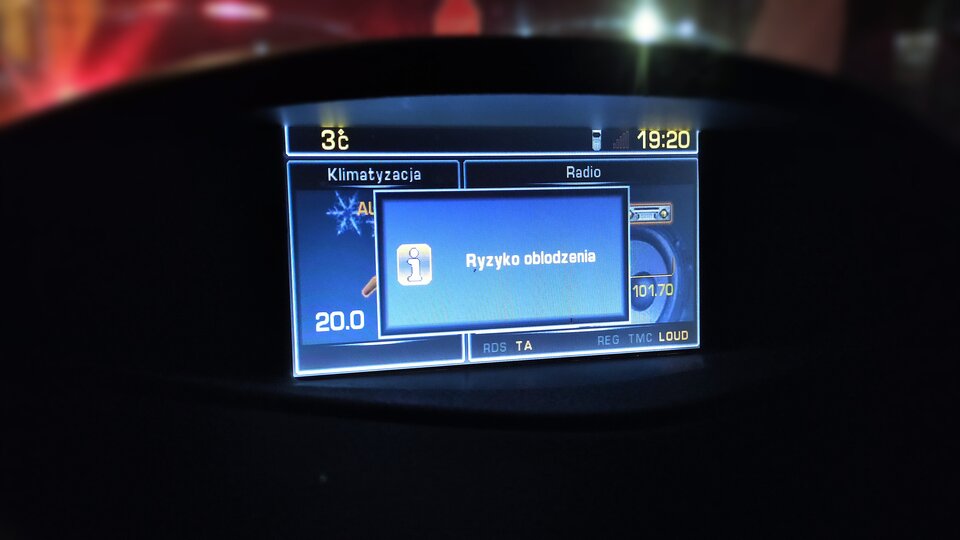 3°C
19:20
Klimatyzacja
Radio
Ryzyko oblodzenia
101.70
20.0
RDS TA
REG TMC LOUD